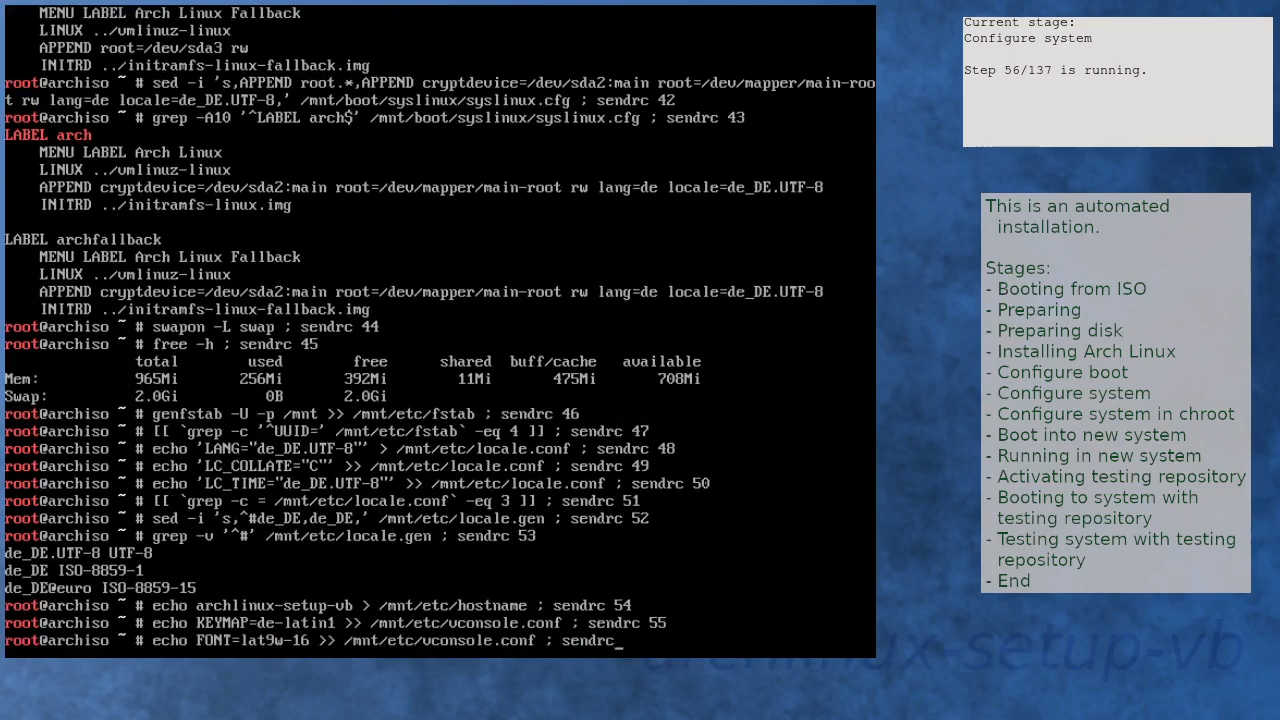 MENU LABEL Arch Linux Fallback
    LINUX ../vmlinuz-linux
    APPEND root=/dev/sda3 rw
    INITRD ../initramfs-linux-fallback.img
root@archiso ~ # sed -i 's,APPEND root.*,APPEND cryptdevice=/dev/sda2:main root=/dev/mapper/main-roo
t rw lang=de locale=de_DE.UTF-8,' /mnt/boot/syslinux/syslinux.cfg ; sendrc 42
root@archiso ~ # grep -A10 '^LABEL arch$' /mnt/boot/syslinux/syslinux.cfg ; sendrc 43
LABEL arch
    MENU LABEL Arch Linux
    LINUX ../vmlinuz-linux
    APPEND cryptdevice=/dev/sda2:main root=/dev/mapper/main-root rw lang=de locale=de_DE.UTF-8
    INITRD ../initramfs-linux.img

LABEL archfallback
    MENU LABEL Arch Linux Fallback
    LINUX ../vmlinuz-linux
    APPEND cryptdevice=/dev/sda2:main root=/dev/mapper/main-root rw lang=de locale=de_DE.UTF-8
    INITRD ../initramfs-linux-fallback.img
root@archiso ~ # swapon -L swap ; sendrc 44
root@archiso ~ # free -h ; sendrc 45
               total        used        free      shared  buff/cache   available
Mem:           965Mi       256Mi       392Mi        11Mi       475Mi       708Mi
Swap:          2.0Gi          0B       2.0Gi
root@archiso ~ # genfstab -U -p /mnt >> /mnt/etc/fstab ; sendrc 46
root@archiso ~ # [[ `grep -c '^UUID=' /mnt/etc/fstab` -eq 4 ]] ; sendrc 47
root@archiso ~ # echo 'LANG="de_DE.UTF-8"' > /mnt/etc/locale.conf ; sendrc 48
root@archiso ~ # echo 'LC_COLLATE="C"' >> /mnt/etc/locale.conf ; sendrc 49
root@archiso ~ # echo 'LC_TIME="de_DE.UTF-8"' >> /mnt/etc/locale.conf ; sendrc 50
root@archiso ~ # [[ `grep -c = /mnt/etc/locale.conf` -eq 3 ]] ; sendrc 51
root@archiso ~ # sed -i 's,^#de_DE,de_DE,' /mnt/etc/locale.gen ; sendrc 52
root@archiso ~ # grep -v '^#' /mnt/etc/locale.gen ; sendrc 53
de_DE.UTF-8 UTF-8
de_DE ISO-8859-1
de_DE@euro ISO-8859-15
root@archiso ~ # echo archlinux-setup-vb > /mnt/etc/hostname ; sendrc 54
root@archiso ~ # echo KEYMAP=de-latin1 >> /mnt/etc/vconsole.conf ; sendrc 55
root@archiso ~ # echo FONT=lat9w-16 >> /mnt/etc/vconsole.conf ; sendrc_
Current stage:
Configure system

Step 56/137 is running.
This is an automated
installation.

Stages:
- Booting from ISO
- Preparing
- Preparing disk
- Installing Arch Linux
- Configure boot
- Configure system
- Configure system in chroot
- Boot into new system
- Running in new system
- Activating testing repository
- Booting to system with
testing repository
- Testing system with testing
repository
- End
archlinux-setup-vb